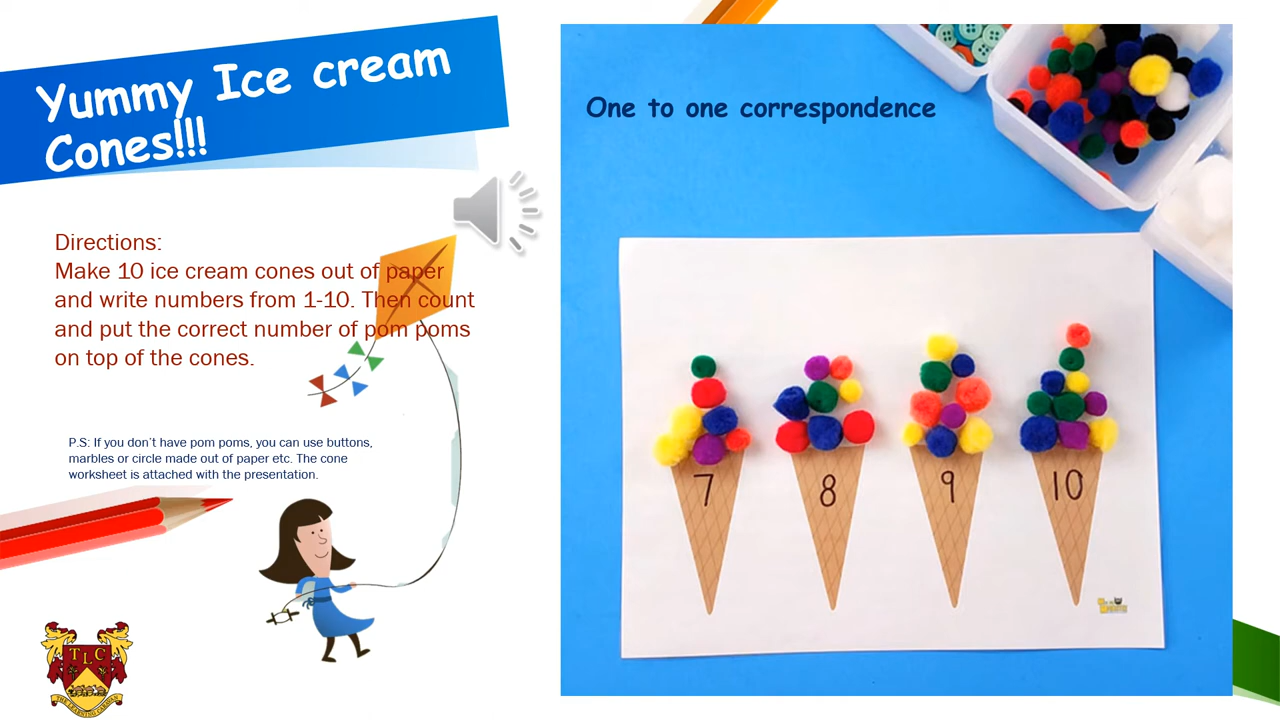 Yummy Ice cream
Cones!!!
One to one correspondence
Directions:
Make 10 ice cream cones out of paper
and write numbers from 1-10. Then count
and put the correct number of pom poms
on top of the cones.
P.S: If you don't have pom poms, you can use buttons,
marbles or circle made out of paper etc. The cone
worksheet is attached with the presentation.
7 8 9 10
TLC
THE LEARNING CARAVAN